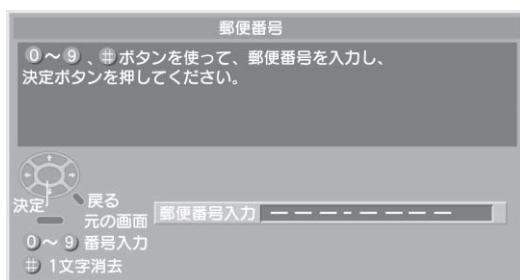 郵便番号
0～9、#ボタンを使って、郵便番号を入力し、
決定ボタンを押してください。
決定
戻る
元の画面
郵便番号入力 ー ー ー - ー ー ー ー
0～9 番号入力
# 1文字消去